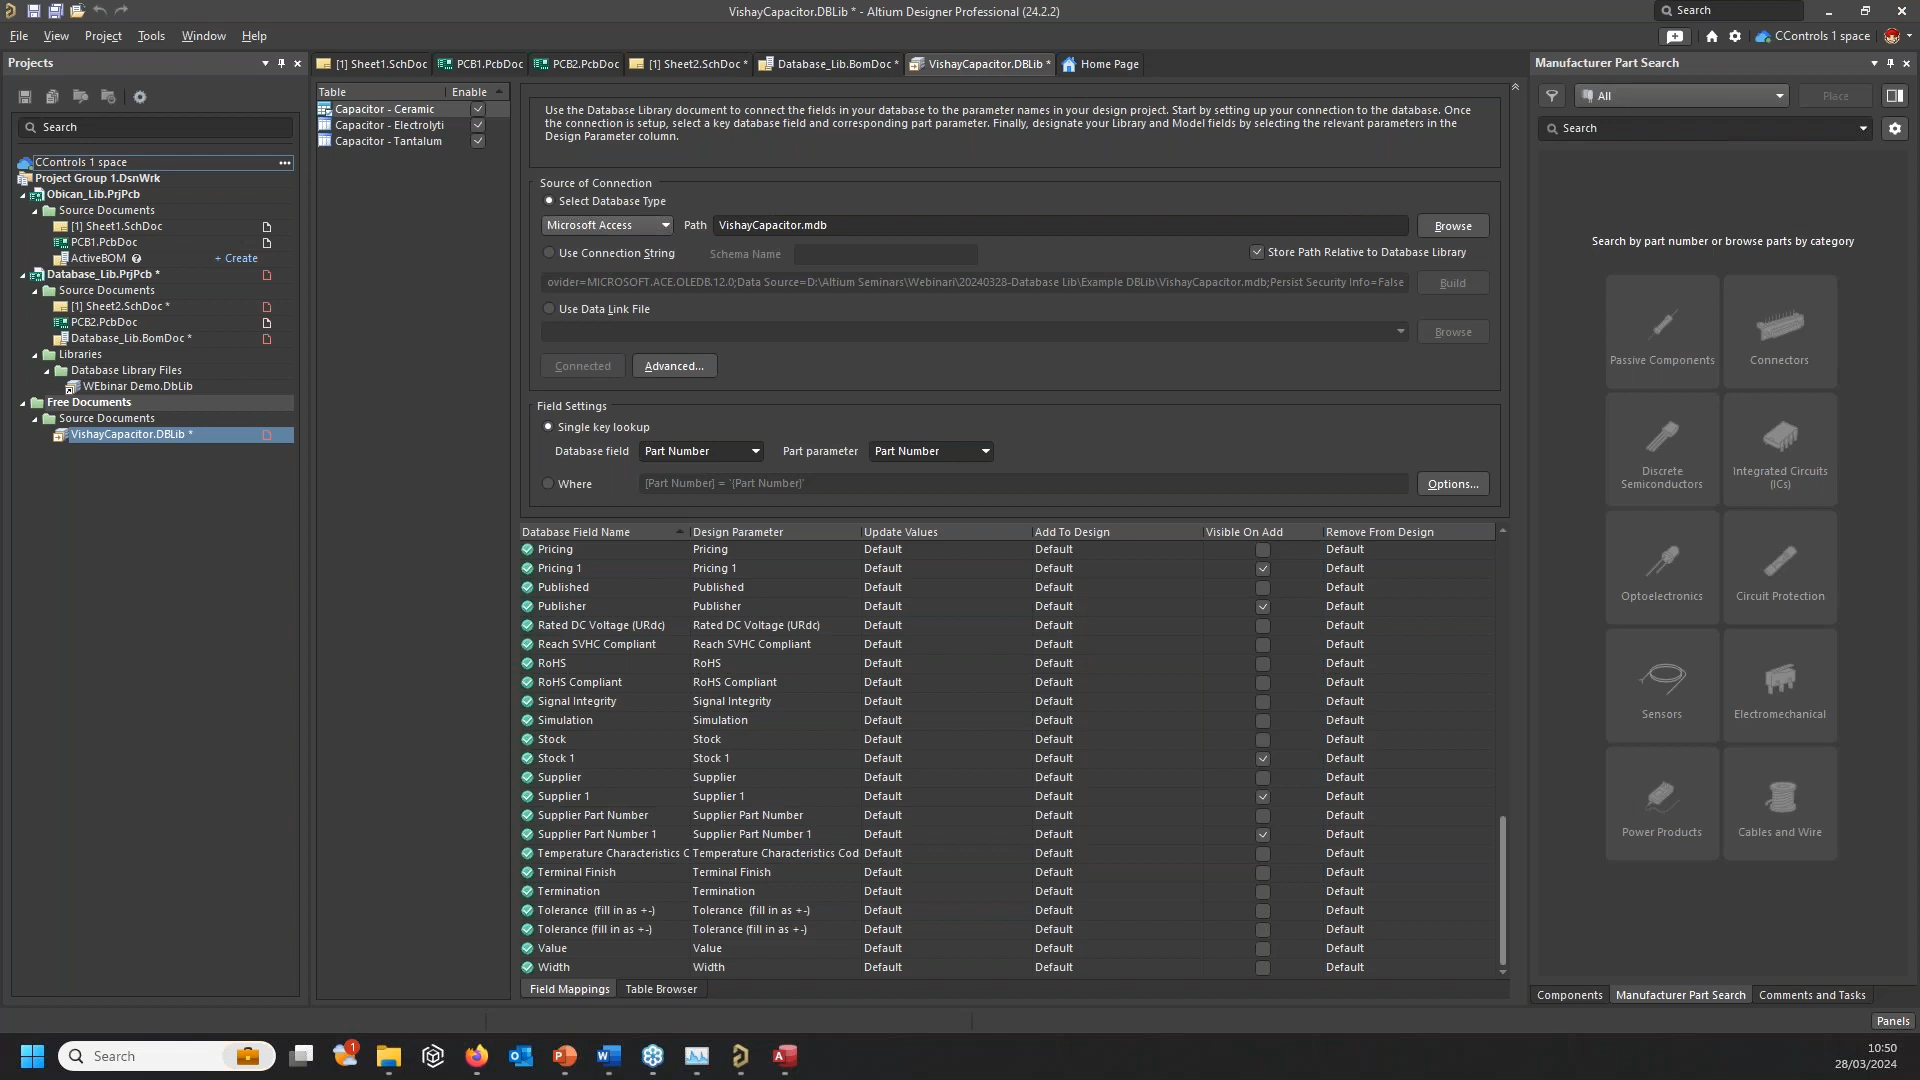 VishayCapacitor.DBLib * - Altium Designer Professional (24.2.2)
Search
File View Project Tools Window Help
CControls 1 space
Projects
[1] Sheet1.SchDoc PCB1.PcbDoc PCB2.PcbDoc [1] Sheet2.SchDoc * Database_Lib.BomDoc * VishayCapacitor.DBLib * Home Page
Manufacturer Part Search
Search
CControls 1 space
Project Group 1.DsnWrk
Obican_Lib.PrjPcb
Source Documents
[1] Sheet1.SchDoc
PCB1.PcbDoc
ActiveBOM + Create
Database_Lib.PrjPcb *
Source Documents
[1] Sheet2.SchDoc *
PCB2.PcbDoc
Database_Lib.BomDoc *
Libraries
Database Library Files
WEbinar Demo.DbLib
Free Documents
Source Documents
VishayCapacitor.DBLib *
Table Enable
Capacitor - Ceramic
Capacitor - Electrolyti
Capacitor - Tantalum
Use the Database Library document to connect the fields in your database to the parameter names in your design project. Start by setting up your connection to the database. Once
the connection is setup, select a key database field and corresponding part parameter. Finally, designate your Library and Model fields by selecting the relevant parameters in the
Design Parameter column.
Source of Connection
Select Database Type
Microsoft Access Path VishayCapacitor.mdb Browse
Use Connection String Schema Name Store Path Relative to Database Library
ovider=MICROSOFT.ACE.OLEDB.12.0;Data Source=D:\Altium Seminars\Webinari\20240328-Database Lib\Example DBLib\VishayCapacitor.mdb;Persist Security Info=False Build
Use Data Link File
Browse
Connected Advanced...
Field Settings
Single key lookup
Database field Part Number Part parameter Part Number
Where [Part Number] = '{Part Number}' Options...
Database Field Name Design Parameter Update Values Add To Design Visible On Add Remove From Design
Pricing Pricing Default Default Default
Pricing 1 Pricing 1 Default Default Default
Published Published Default Default Default
Publisher Publisher Default Default Default
Rated DC Voltage (URdc) Rated DC Voltage (URdc) Default Default Default
Reach SVHC Compliant Reach SVHC Compliant Default Default Default
RoHS RoHS Default Default Default
RoHS Compliant RoHS Compliant Default Default Default
Signal Integrity Signal Integrity Default Default Default
Simulation Simulation Default Default Default
Stock Stock Default Default Default
Stock 1 Stock 1 Default Default Default
Supplier Supplier Default Default Default
Supplier 1 Supplier 1 Default Default Default
Supplier Part Number Supplier Part Number Default Default Default
Supplier Part Number 1 Supplier Part Number 1 Default Default Default
Temperature Characteristics C Temperature Characteristics Cod Default Default Default
Terminal Finish Terminal Finish Default Default Default
Termination Termination Default Default Default
Tolerance (fill in as +-) Tolerance (fill in as +-) Default Default Default
Tolerance (fill in as +-) Tolerance (fill in as +-) Default Default Default
Value Value Default Default Default
Width Width Default Default Default
Field Mappings Table Browser
All Place
Search
Search by part number or browse parts by category
Passive Components Connectors
Discrete Semiconductors Integrated Circuits (ICs)
Optoelectronics Circuit Protection
Sensors Electromechanical
Power Products Cables and Wire
Components Manufacturer Part Search Comments and Tasks
Panels
Search
1
10:50
28/03/2024